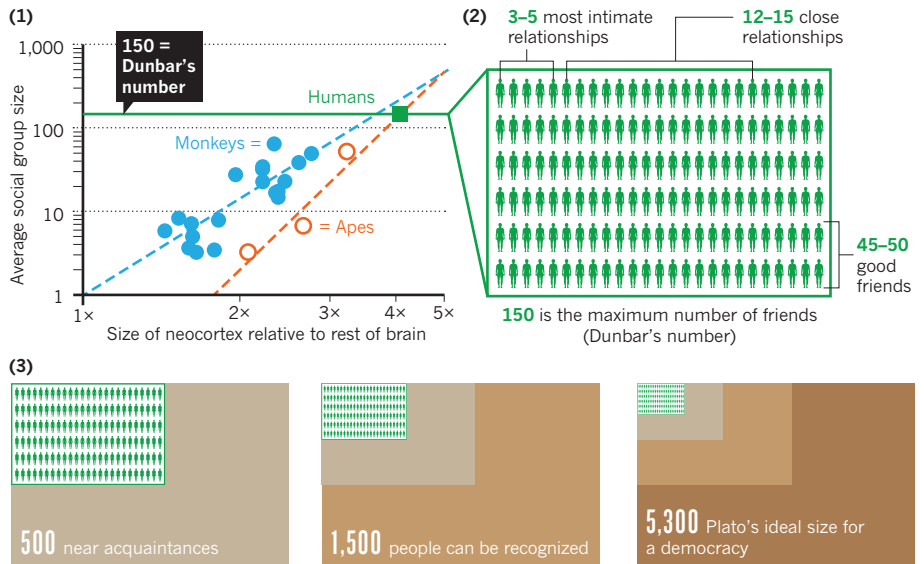 (1)
1,000
100
10
1
Average social group size
150 =
Dunbar's
number
Humans
Monkeys =
= Apes
1×
2×
3×
4×
5×
Size of neocortex relative to rest of brain
(2)
3–5 most intimate
relationships
12–15 close
relationships
45–50
good
friends
150 is the maximum number of friends
(Dunbar's number)
(3)
500 near acquaintances
1,500 people can be recognized
5,300 Plato's ideal size for
a democracy